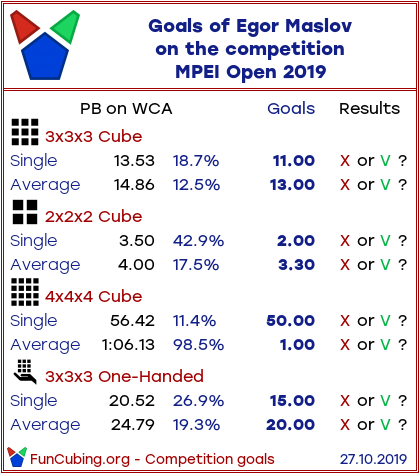 Goals of Egor Maslov
on the competition
MPEI Open 2019
PB on WCA Goals Results
3x3x3 Cube
Single 13.53 18.7% 11.00 X or V ?
Average 14.86 12.5% 13.00 X or V ?
2x2x2 Cube
Single 3.50 42.9% 2.00 X or V ?
Average 4.00 17.5% 3.30 X or V ?
4x4x4 Cube
Single 56.42 11.4% 50.00 X or V ?
Average 1:06.13 98.5% 1.00 X or V ?
3x3x3 One-Handed
Single 20.52 26.9% 15.00 X or V ?
Average 24.79 19.3% 20.00 X or V ?
FunCubing.org - Competition goals 27.10.2019